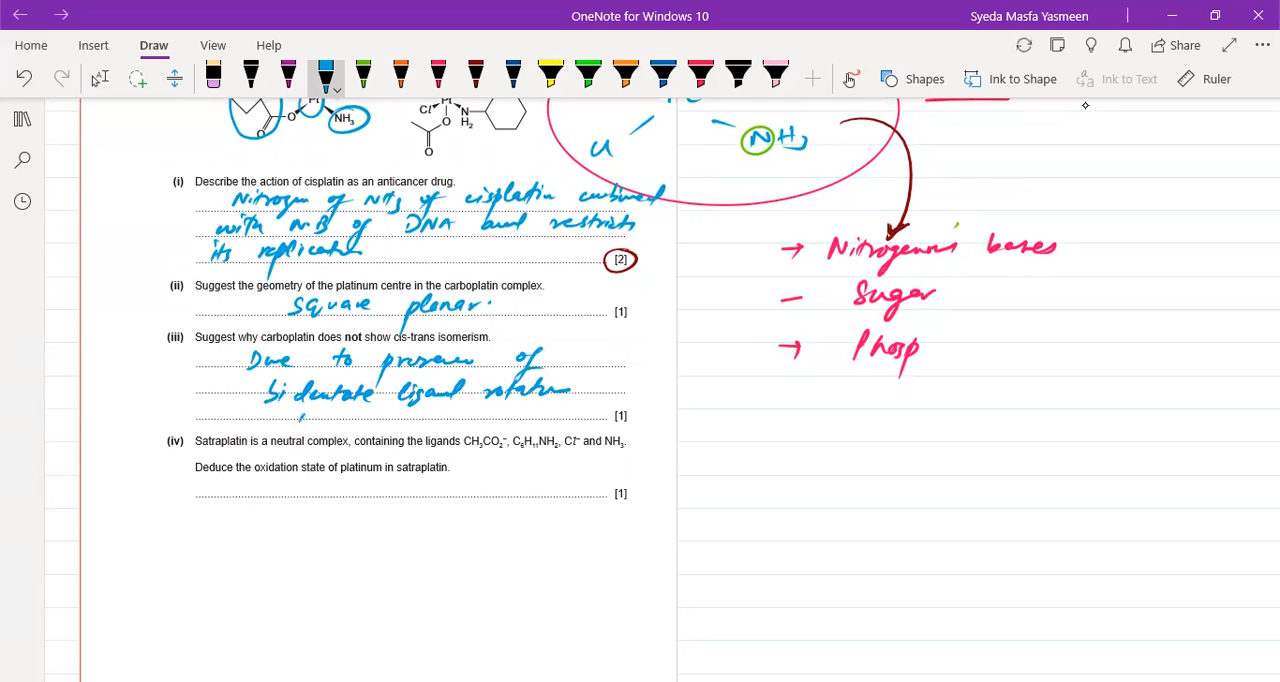 OneNote for Windows 10
Syeda Masfa Yasmeen
Home Insert Draw View Help
Share
Shapes Ink to Shape Ink to Text Ruler
O NH₃
Cl Pt
O N
H₂
O O
Cl
NH₃
(i) Describe the action of cisplatin as an anticancer drug.
Nitrogen of NH₃ of cisplatin combined
with N.B of DNA and restricts
its replication
[2]
(ii) Suggest the geometry of the platinum centre in the carboplatin complex.
square planar.
[1]
(iii) Suggest why carboplatin does not show cis-trans isomerism.
Due to presence of
bidentate ligand rotation
[1]
(iv) Satraplatin is a neutral complex, containing the ligands CH₃CO₂⁻, C₆H₁₁NH₂, Cl⁻ and NH₃.
Deduce the oxidation state of platinum in satraplatin.
[1]
→ Nitrogenous bases
– Sugar
→ Phosp